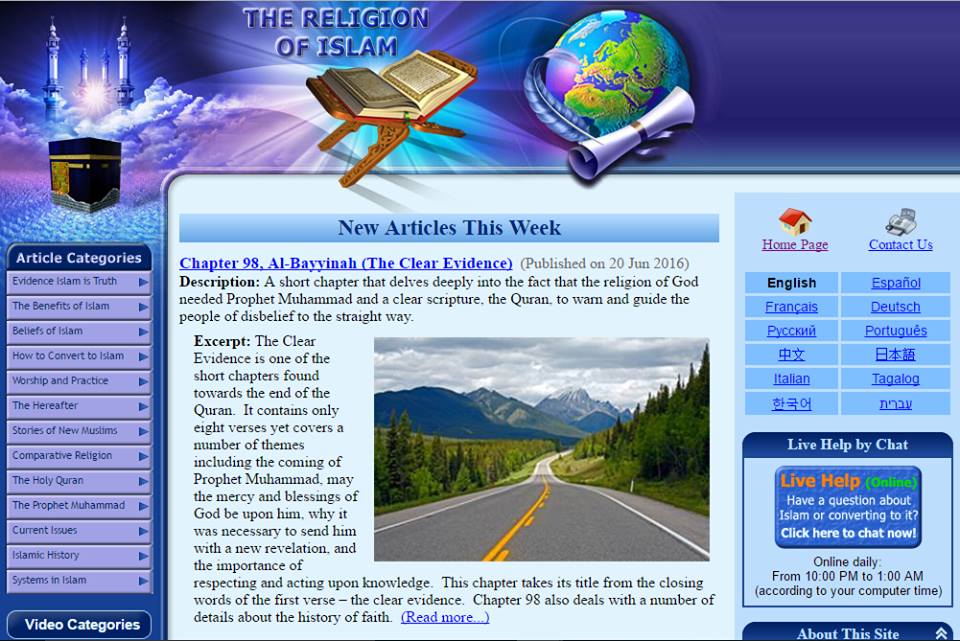 THE RELIGION
OF ISLAM
Article Categories
Evidence Islam is Truth
The Benefits of Islam
Beliefs of Islam
How to Convert to Islam
Worship and Practice
The Hereafter
Stories of New Muslims
Comparative Religion
The Holy Quran
The Prophet Muhammad
Current Issues
Islamic History
Systems in Islam
Video Categories
New Articles This Week
Chapter 98, Al-Bayyinah (The Clear Evidence) (Published on 20 Jun 2016)
Description: A short chapter that delves deeply into the fact that the religion of God
needed Prophet Muhammad and a clear scripture, the Quran, to warn and guide the
people of disbelief to the straight way.
Excerpt: The Clear
Evidence is one of the
short chapters found
towards the end of the
Quran. It contains only
eight verses yet covers a
number of themes
including the coming of
Prophet Muhammad, may
the mercy and blessings of
God be upon him, why it
was necessary to send him
with a new revelation, and
the importance of
respecting and acting upon knowledge. This chapter takes its title from the closing
words of the first verse – the clear evidence. Chapter 98 also deals with a number of
details about the history of faith. (Read more...)
Home Page
Contact Us
English
Español
Français
Deutsch
Русский
Português
中文
日本語
Italian
Tagalog
한국어
עברית
Live Help by Chat
Live Help (Online)
Have a question about
Islam or converting to it?
Click here to chat now!
Online daily:
From 10:00 PM to 1:00 AM
(according to your computer time)
About This Site